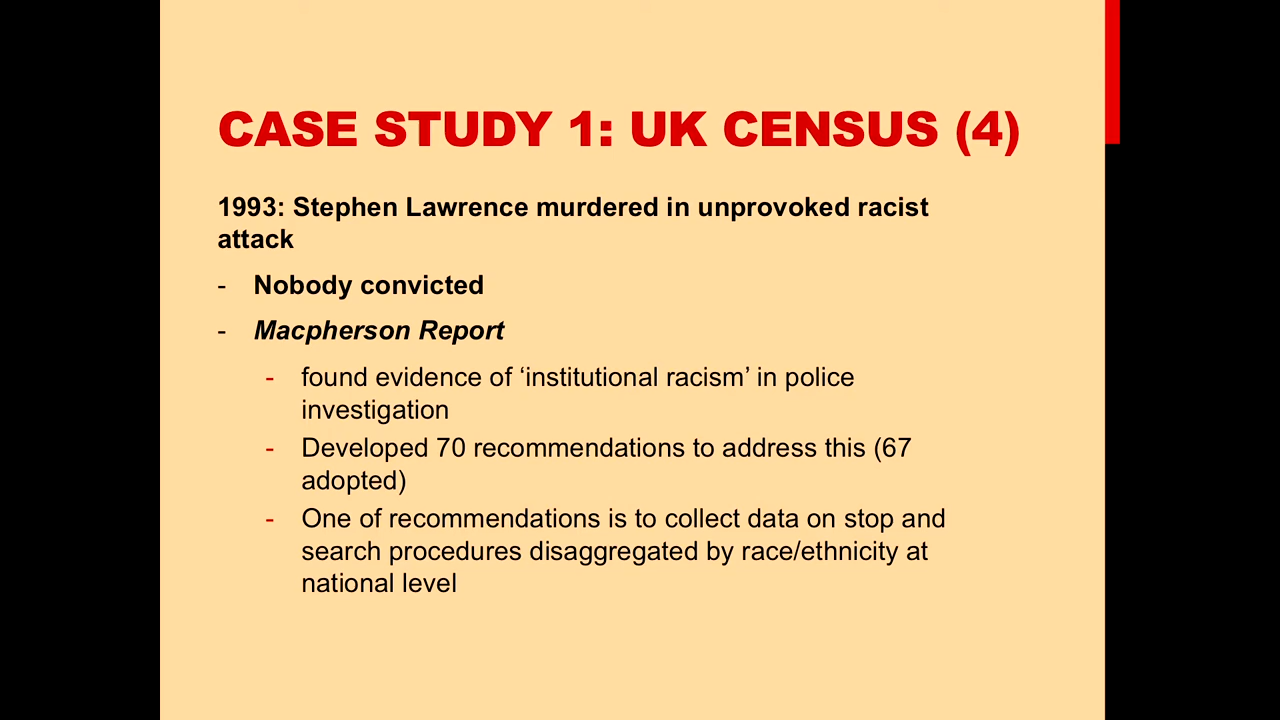 CASE STUDY 1: UK CENSUS (4)
1993: Stephen Lawrence murdered in unprovoked racist
attack
- Nobody convicted
- Macpherson Report
- found evidence of ‘institutional racism’ in police
investigation
- Developed 70 recommendations to address this (67
adopted)
- One of recommendations is to collect data on stop and
search procedures disaggregated by race/ethnicity at
national level